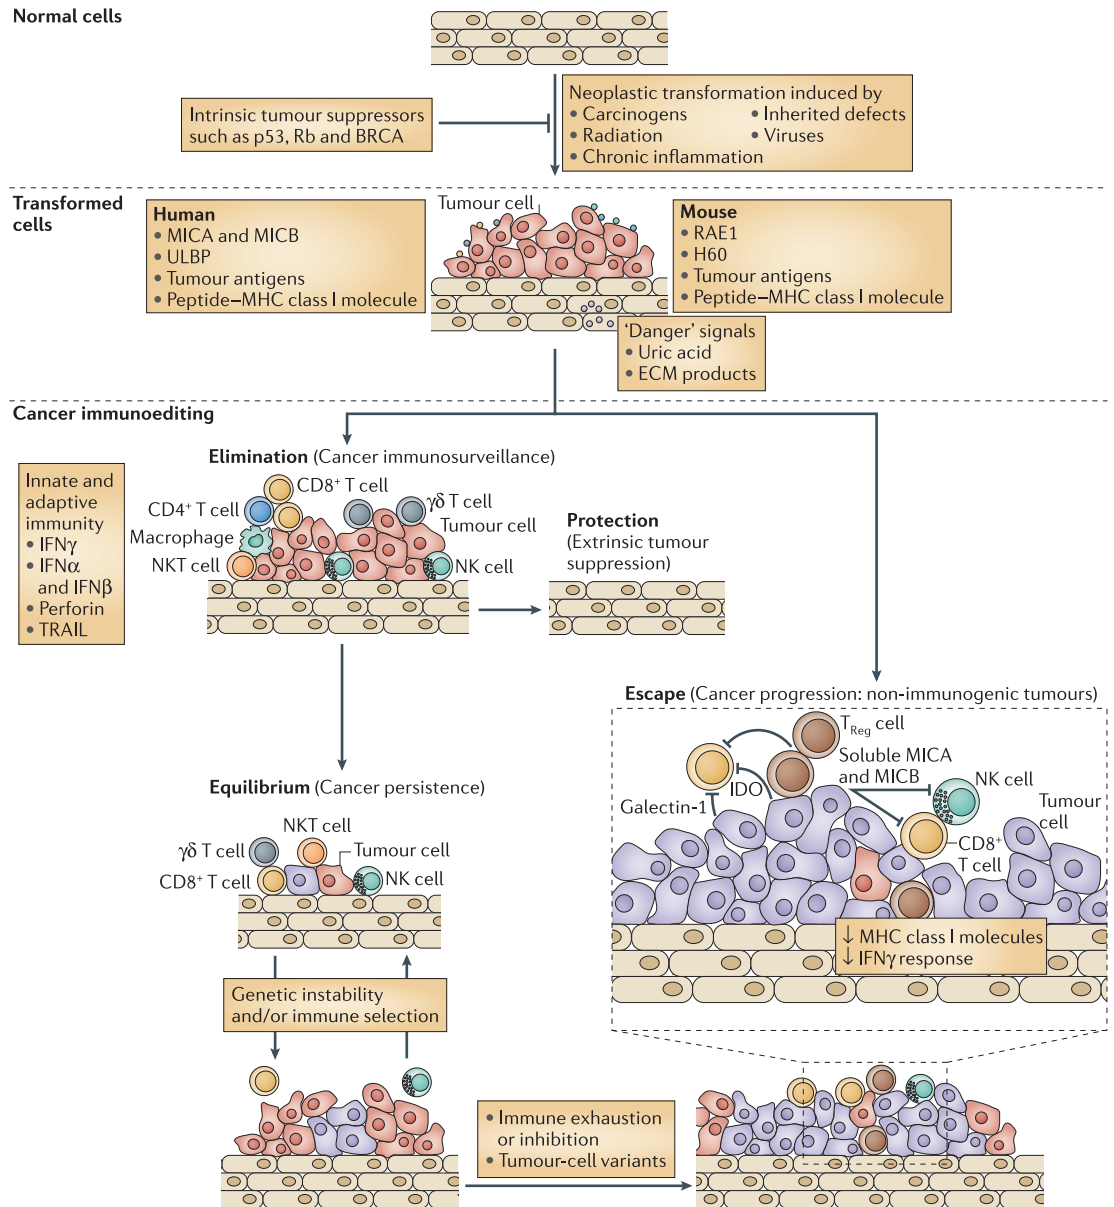 Normal cells
Intrinsic tumour suppressors
such as p53, Rb and BRCA
Neoplastic transformation induced by
• Carcinogens
• Inherited defects
• Radiation
• Viruses
• Chronic inflammation
Transformed
cells
Human
• MICA and MICB
• ULBP
• Tumour antigens
• Peptide–MHC class I molecule
Tumour cell
Mouse
• RAE1
• H60
• Tumour antigens
• Peptide–MHC class I molecule
‘Danger’ signals
• Uric acid
• ECM products
Cancer immunoediting
Elimination (Cancer immunosurveillance)
Innate and
adaptive
immunity
• IFNγ
• IFNα
and IFNβ
• Perforin
• TRAIL
CD8⁺ T cell
CD4⁺ T cell
γδ T cell
Tumour cell
Macrophage
NKT cell
NK cell
Protection
(Extrinsic tumour
suppression)
Escape (Cancer progression: non-immunogenic tumours)
T_Reg cell
Soluble MICA
and MICB
NK cell
IDO
Galectin-1
Tumour
cell
CD8⁺
T cell
↓ MHC class I molecules
↓ IFNγ response
Equilibrium (Cancer persistence)
NKT cell
γδ T cell
Tumour cell
CD8⁺ T cell
NK cell
Genetic instability
and/or immune selection
• Immune exhaustion
or inhibition
• Tumour-cell variants